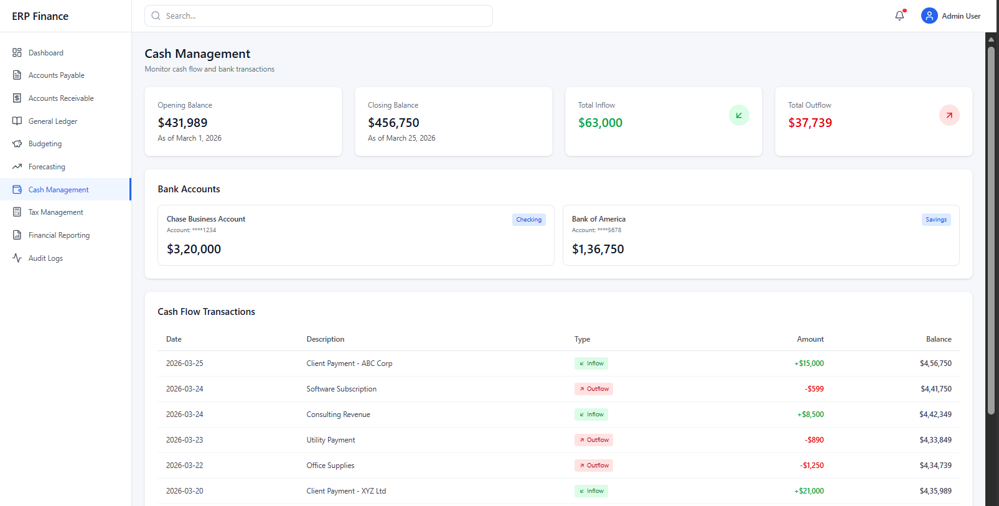 ERP Finance
Search...
Admin User
Dashboard
Accounts Payable
Accounts Receivable
General Ledger
Budgeting
Forecasting
Cash Management
Tax Management
Financial Reporting
Audit Logs
Cash Management
Monitor cash flow and bank transactions
Opening Balance
$431,989
As of March 1, 2026
Closing Balance
$456,750
As of March 25, 2026
Total Inflow
$63,000
Total Outflow
$37,739
Bank Accounts
Chase Business Account
Checking
Account: ****1234
$3,20,000
Bank of America
Savings
Account: ****5678
$1,36,750
Cash Flow Transactions
Date Description Type Amount Balance
2026-03-25 Client Payment - ABC Corp Inflow +$15,000 $4,56,750
2026-03-24 Software Subscription Outflow -$599 $4,41,750
2026-03-24 Consulting Revenue Inflow +$8,500 $4,42,349
2026-03-23 Utility Payment Outflow -$890 $4,33,849
2026-03-22 Office Supplies Outflow -$1,250 $4,34,739
2026-03-20 Client Payment - XYZ Ltd Inflow +$21,000 $4,35,989